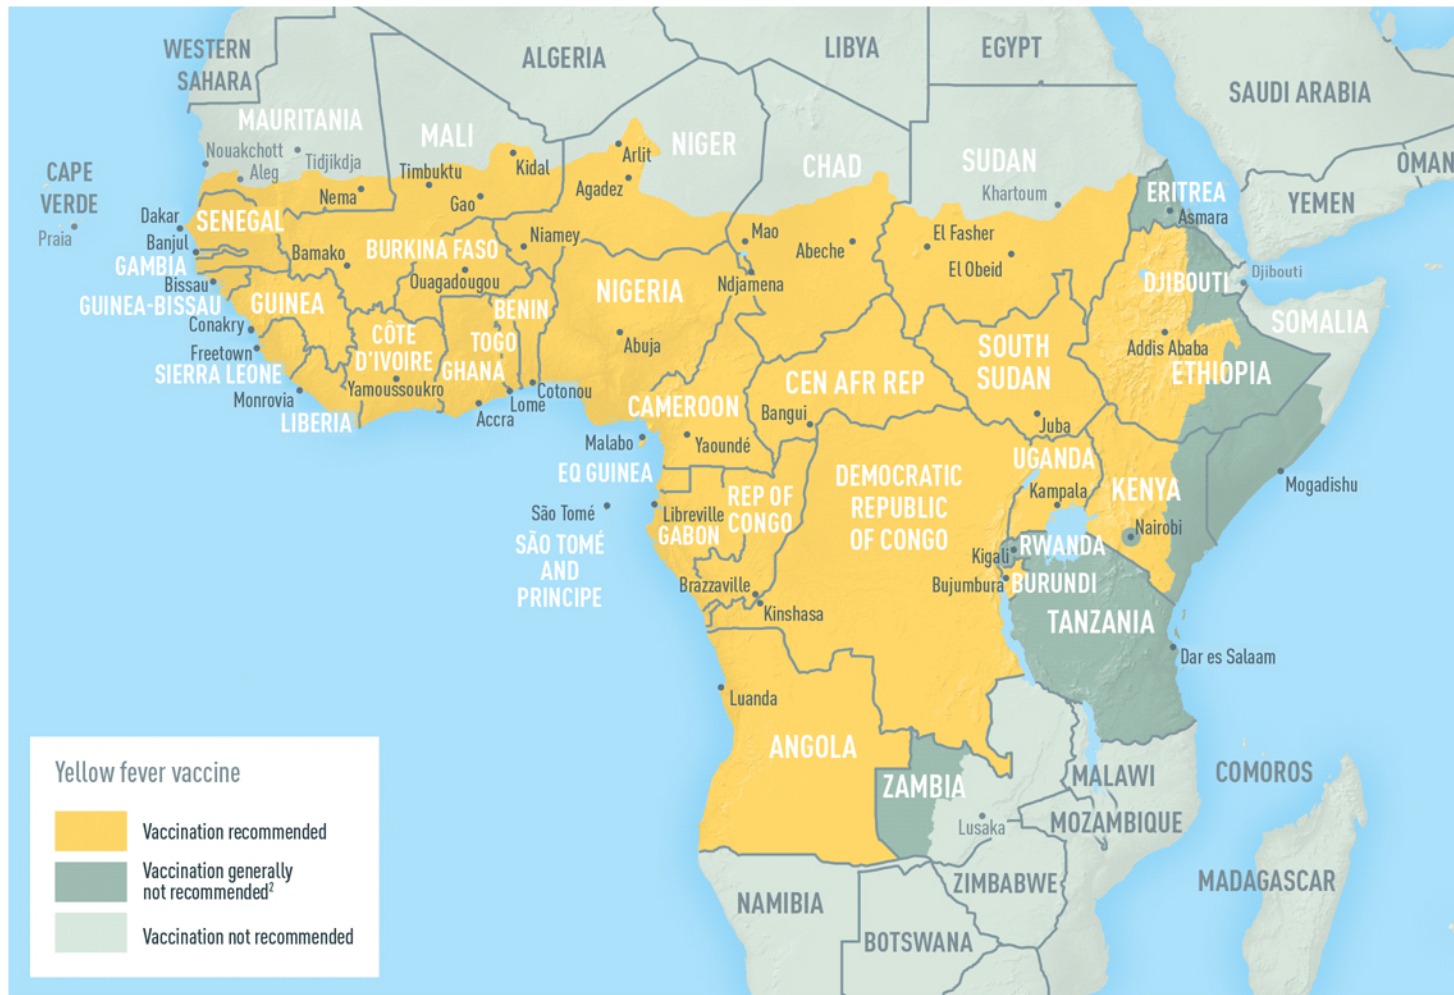 WESTERN
SAHARA
ALGERIA
LIBYA
EGYPT
SAUDI ARABIA
MAURITANIA
MALI
NIGER
CHAD
SUDAN
OMAN
Nouakchott
Aleg
Tidjikdja
Nema
Timbuktu
Kidal
Gao
Arlit
Agadez
Khartoum
ERITREA
Asmara
YEMEN
CAPE
VERDE
Praia
Dakar
Banjul
SENEGAL
GAMBIA
Bissau
GUINEA-BISSAU
Bamako
BURKINA FASO
Ouagadougou
Niamey
Mao
Abeche
Ndjamena
El Fasher
El Obeid
DJIBOUTI
Djibouti
SOMALIA
GUINEA
Conakry
Freetown
SIERRA LEONE
Monrovia
LIBERIA
CÔTE
D'IVOIRE
Yamoussoukro
BENIN
TOGO
GHANA
Cotonou
Lome
Accra
NIGERIA
Abuja
CAMEROON
Yaoundé
Malabo
EQ GUINEA
CEN AFR REP
Bangui
SOUTH
SUDAN
Juba
Addis Ababa
ETHIOPIA
UGANDA
Kampala
KENYA
Nairobi
Mogadishu
São Tomé
SÃO TOMÉ
AND
PRINCIPE
Libreville
GABON
REP OF
CONGO
Brazzaville
Kinshasa
DEMOCRATIC
REPUBLIC
OF CONGO
Kigali
RWANDA
Bujumbura
BURUNDI
TANZANIA
Dar es Salaam
Luanda
ANGOLA
ZAMBIA
Lusaka
MALAWI
COMOROS
MOZAMBIQUE
ZIMBABWE
MADAGASCAR
NAMIBIA
BOTSWANA
Yellow fever vaccine
Vaccination recommended
Vaccination generally
not recommended²
Vaccination not recommended